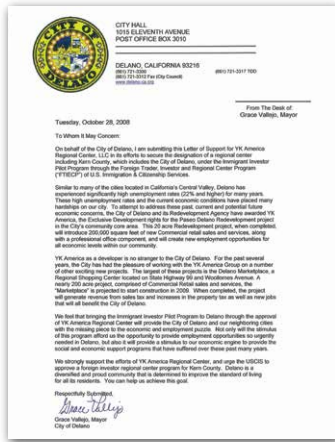 CITY OF DELANO
CITY HALL
1015 ELEVENTH AVENUE
POST OFFICE BOX 3010
DELANO, CALIFORNIA 93216
(661) 721-3300
(661) 721-3312 Fax (City Council)
(661) 721-3317 TDD
From The Desk of:
Grace Vallejo, Mayor
Tuesday, October 28, 2008
To Whom It May Concern:
On behalf of the City of Delano, I am submitting this Letter of Support for YK America
Regional Center, LLC in its efforts to secure the designation of a regional center
including Kern County, which includes the City of Delano, under the Immigrant Investor
Pilot Program through the Foreign Trader, Investor and Regional Center Program
("FTIECP") of U.S. Immigration & Citizenship Services.
Similar to many of the cities located in California's Central Valley, Delano has
experienced significantly high unemployment rates (22% and higher) for many years.
These high unemployment rates and the current economic conditions have placed many
hardships on our city. To attempt to address these past, current and potential future
economic concerns, the City of Delano and its Redevelopment Agency have awarded YK
America, the Exclusive Development rights for the Paseo Delano Redevelopment project
in the City's community core area. This 20 acre Redevelopment project, when completed,
will introduce 200,000 square feet of new Commercial retail sales and services, along
with a professional office component, and will create new employment opportunities for
all economic levels within our community.
YK America as a developer is no stranger to the City of Delano. For the past several
years, the City has had the pleasure of working with the YK America Group on a number
of other exciting new projects. The largest of these projects is the Delano Marketplace, a
Regional Shopping Center located on State Highway 99 and Woollomes Avenue. A
nearly 200 acre project, comprised of Commercial Retail sales and services, the
"Marketplace" is projected to start construction in 2009. When completed, the project
will generate revenue from sales tax and increases in the property tax as well as new jobs
that will all benefit the City of Delano.
We feel that bringing the Immigrant Investor Pilot Program to Delano through the approval
of YK America Regional Center will provide the City of Delano and our neighboring cities
with the missing piece to the economic and employment puzzle. Not only will the stimulus
of this program afford us the opportunity to provide employment opportunities so urgently
needed in Delano, but also it will provide a stimulus to our economic engine to provide the
social and economic support programs that have suffered over these past many years.
We strongly support the efforts of YK America Regional Center, and urge the USCIS to
approve a foreign investor regional center program for Kern County. Delano is a
diversified and proud community that is determined to improve the standard of living
for all its residents. You can help us achieve this goal.
Respectfully Submitted,
Grace Vallejo
Grace Vallejo, Mayor
City of Delano